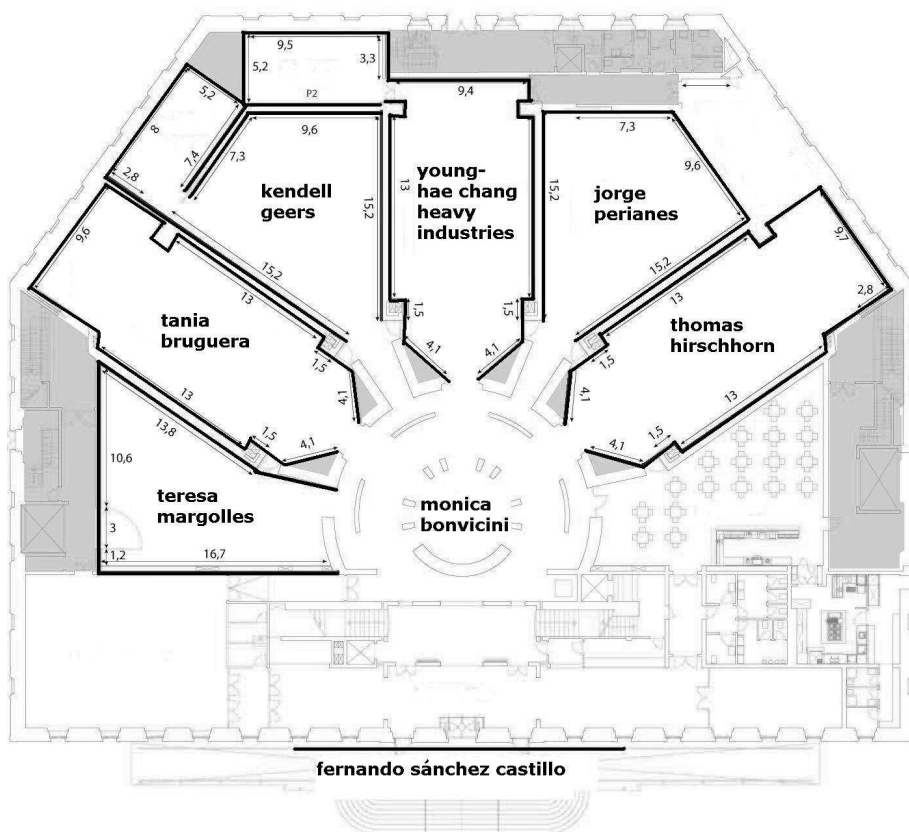 9,5
3,3
5,2
P2
9,4
5,2
8
7,4
2,8
9,6
7,3
7,3
9,6
kendell
geers
15,2
15,2
13
young-
hae chang
heavy
industries
15,2
jorge
perianes
15,2
9,6
9,7
2,8
13
tania
bruguera
1,5
1,5
1,5
4,1
4,1
4,1
13
13
thomas
hirschhorn
1,5
4,1
13
13,8
1,5
4,1
4,1
1,5
10,6
teresa
margolles
3
1,2
16,7
monica
bonvicini
fernando sánchez castillo